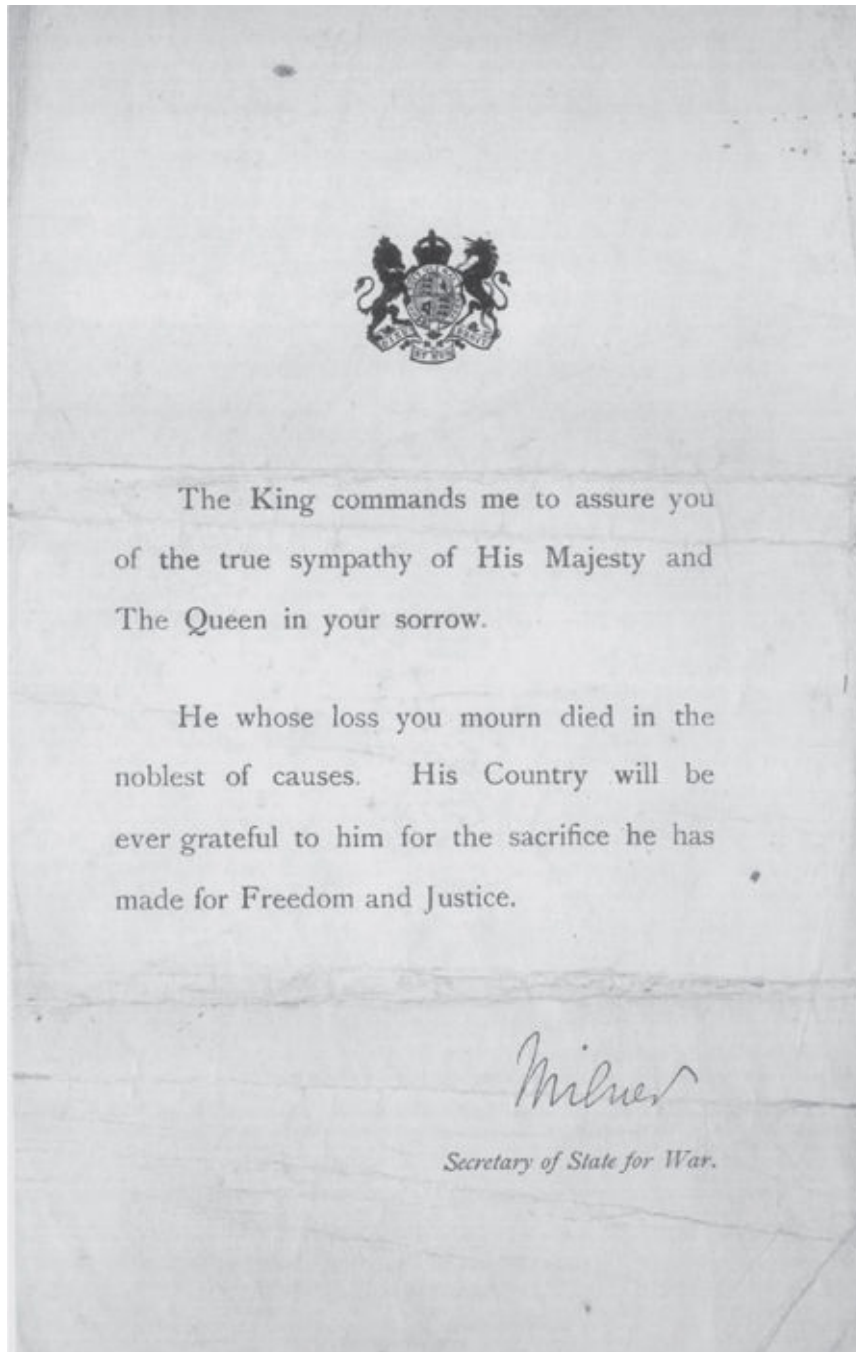 The King commands me to assure you
of the true sympathy of His Majesty and
The Queen in your sorrow.
He whose loss you mourn died in the
noblest of causes. His Country will be
ever grateful to him for the sacrifice he has
made for Freedom and Justice.
Milner
Secretary of State for War.